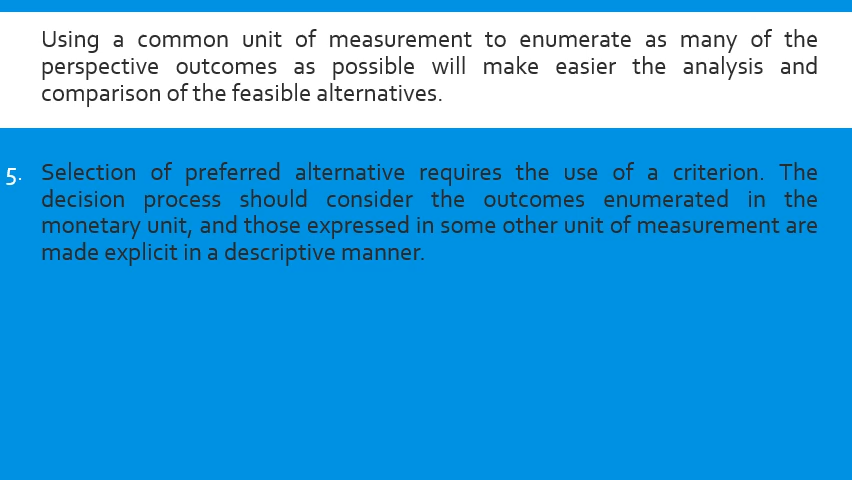 Using a common unit of measurement to enumerate as many of the
perspective outcomes as possible will make easier the analysis and
comparison of the feasible alternatives.
5. Selection of preferred alternative requires the use of a criterion. The
decision process should consider the outcomes enumerated in the
monetary unit, and those expressed in some other unit of measurement are
made explicit in a descriptive manner.